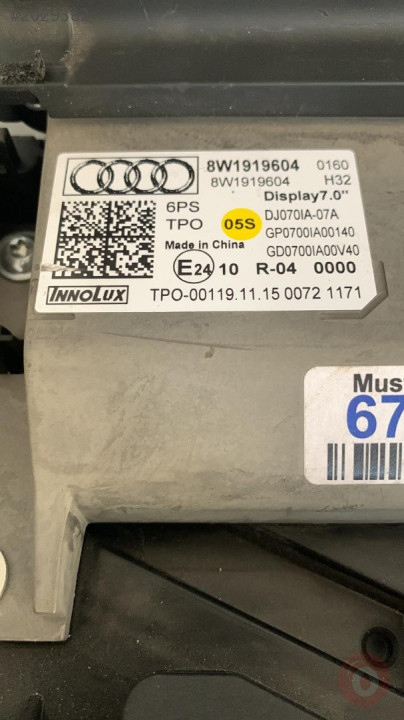 8W1919604 0160
8W1919604 H32
Display7.0"
6PS
TPO
05S
DJ070IA-07A
GP0700IA00140
GD0700IA00V40
Made in China
E24 10 R-04 0000
INNOLUX
TPO-00119.11.15 0072 1171
Mus
67